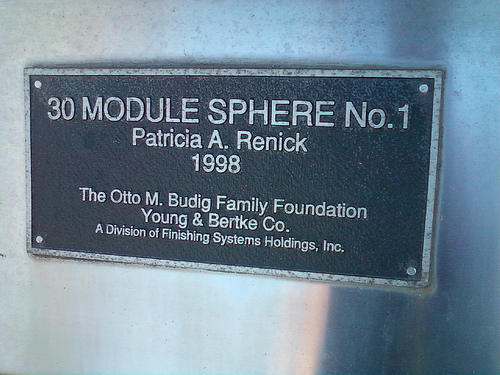 30 MODULE SPHERE No.1
Patricia A. Renick
1998
The Otto M. Budig Family Foundation
Young & Bertke Co.
A Division of Finishing Systems Holdings, Inc.